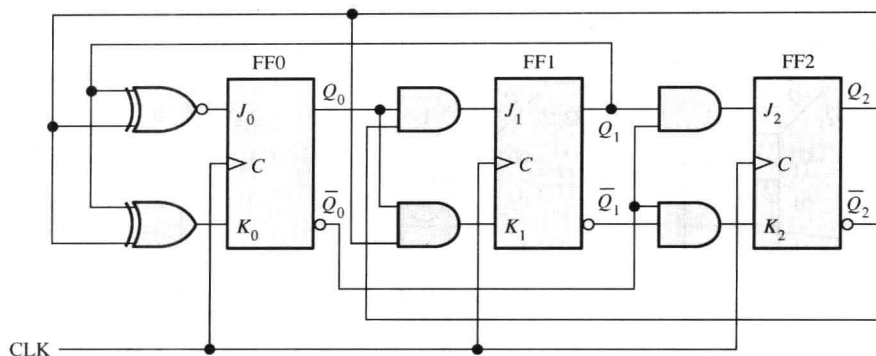 FF0 FF1 FF2
J₀ Q₀ J₁ Q₁ J₂ Q₂
C C C
K₀ Q̅₀ K₁ Q̅₁ K₂ Q̅₂
CLK